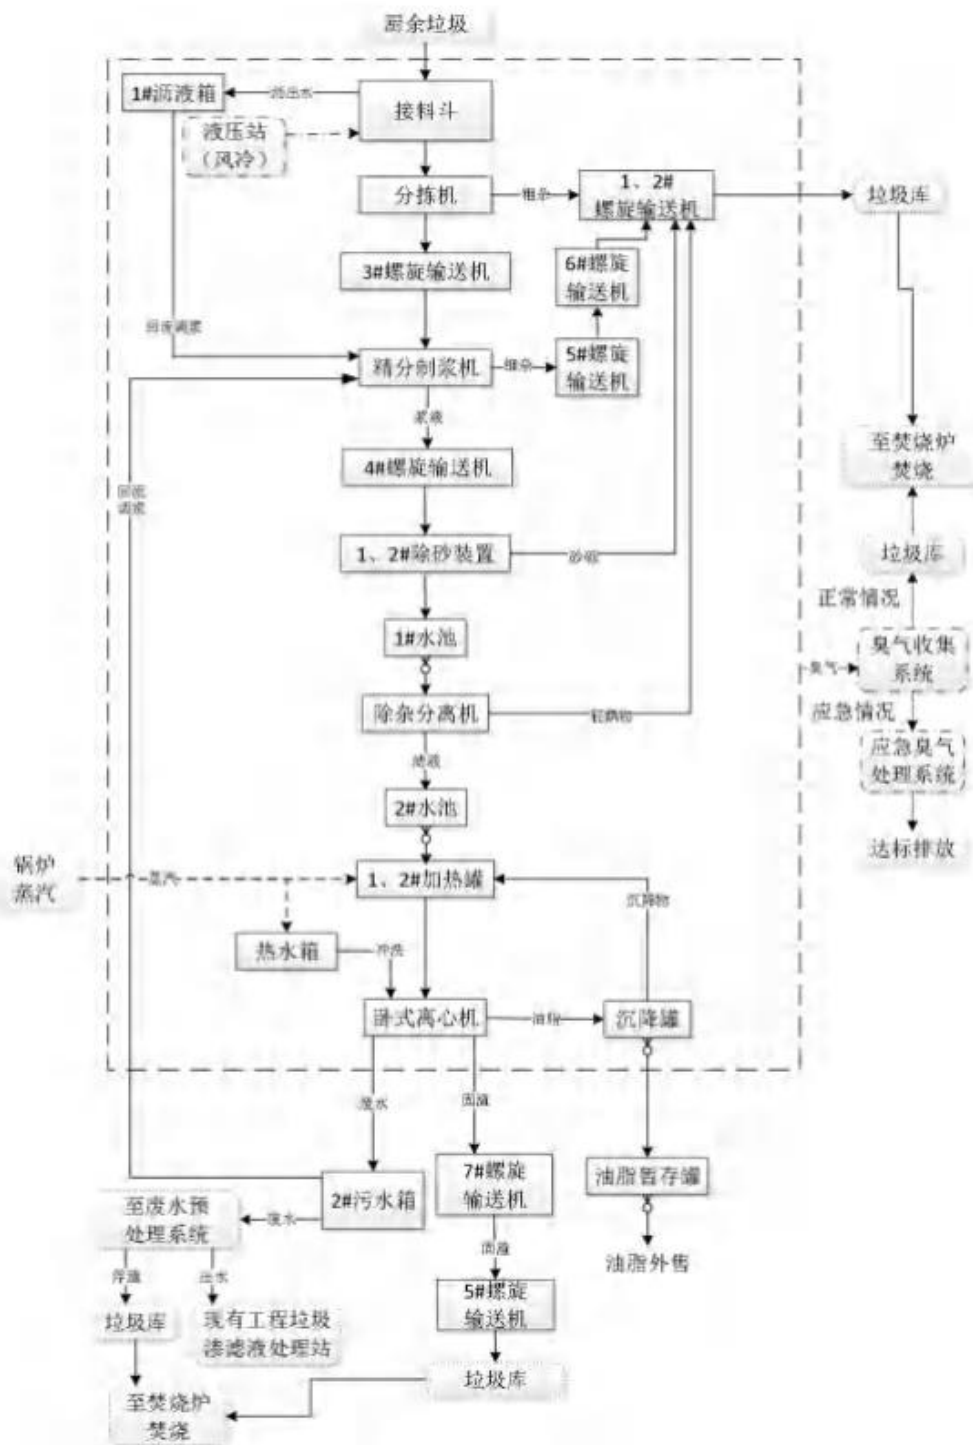 厨余垃圾
1#沥液箱
沥出水
接料斗
液压站
（风冷）
分拣机
粗杂
1、2#
螺旋输送机
垃圾库
3#螺旋输送机
6#螺旋
输送机
回流调浆
精分制浆机
细杂
5#螺旋
输送机
浆液
至焚烧炉
焚烧
4#螺旋输送机
回流
调浆
1、2#除砂装置
垃圾库
正常情况
1#水池
臭气收集
系统
臭气
除杂分离机
应急情况
滤液
应急臭气
处理系统
2#水池
达标排放
锅炉
蒸汽
蒸汽
1、2#加热罐
沉降物
热水箱
冲洗
卧式离心机
油脂
沉降罐
废水
固渣
7#螺旋
输送机
油脂暂存罐
2#污水箱
至废水预
处理系统
废水
固渣
油脂外售
浮渣
出水
5#螺旋
输送机
垃圾库
现有工程垃圾
渗滤液处理站
垃圾库
至焚烧炉
焚烧